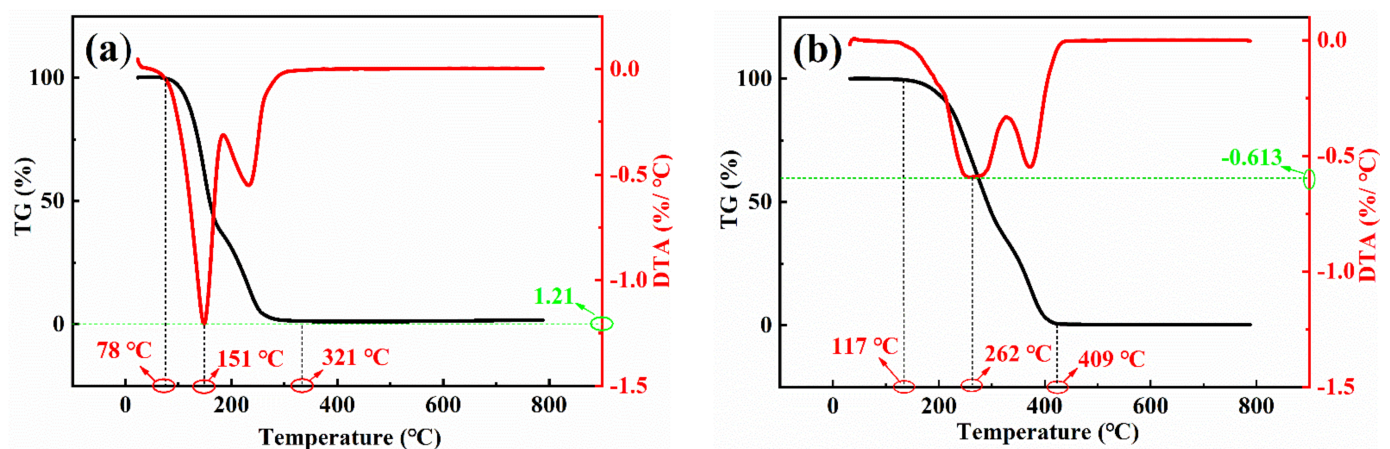 (a)
100
50
0
TG (%)
0.0
-0.5
-1.0
-1.5
DTA (%/ °C)
1.21
78 °C
151 °C
321 °C
0
200
400
600
800
Temperature (°C)
(b)
100
50
0
TG (%)
0.0
-0.5
-1.0
-1.5
DTA (%/ °C)
-0.613
117 °C
262 °C
409 °C
0
200
400
600
800
Temperature (°C)